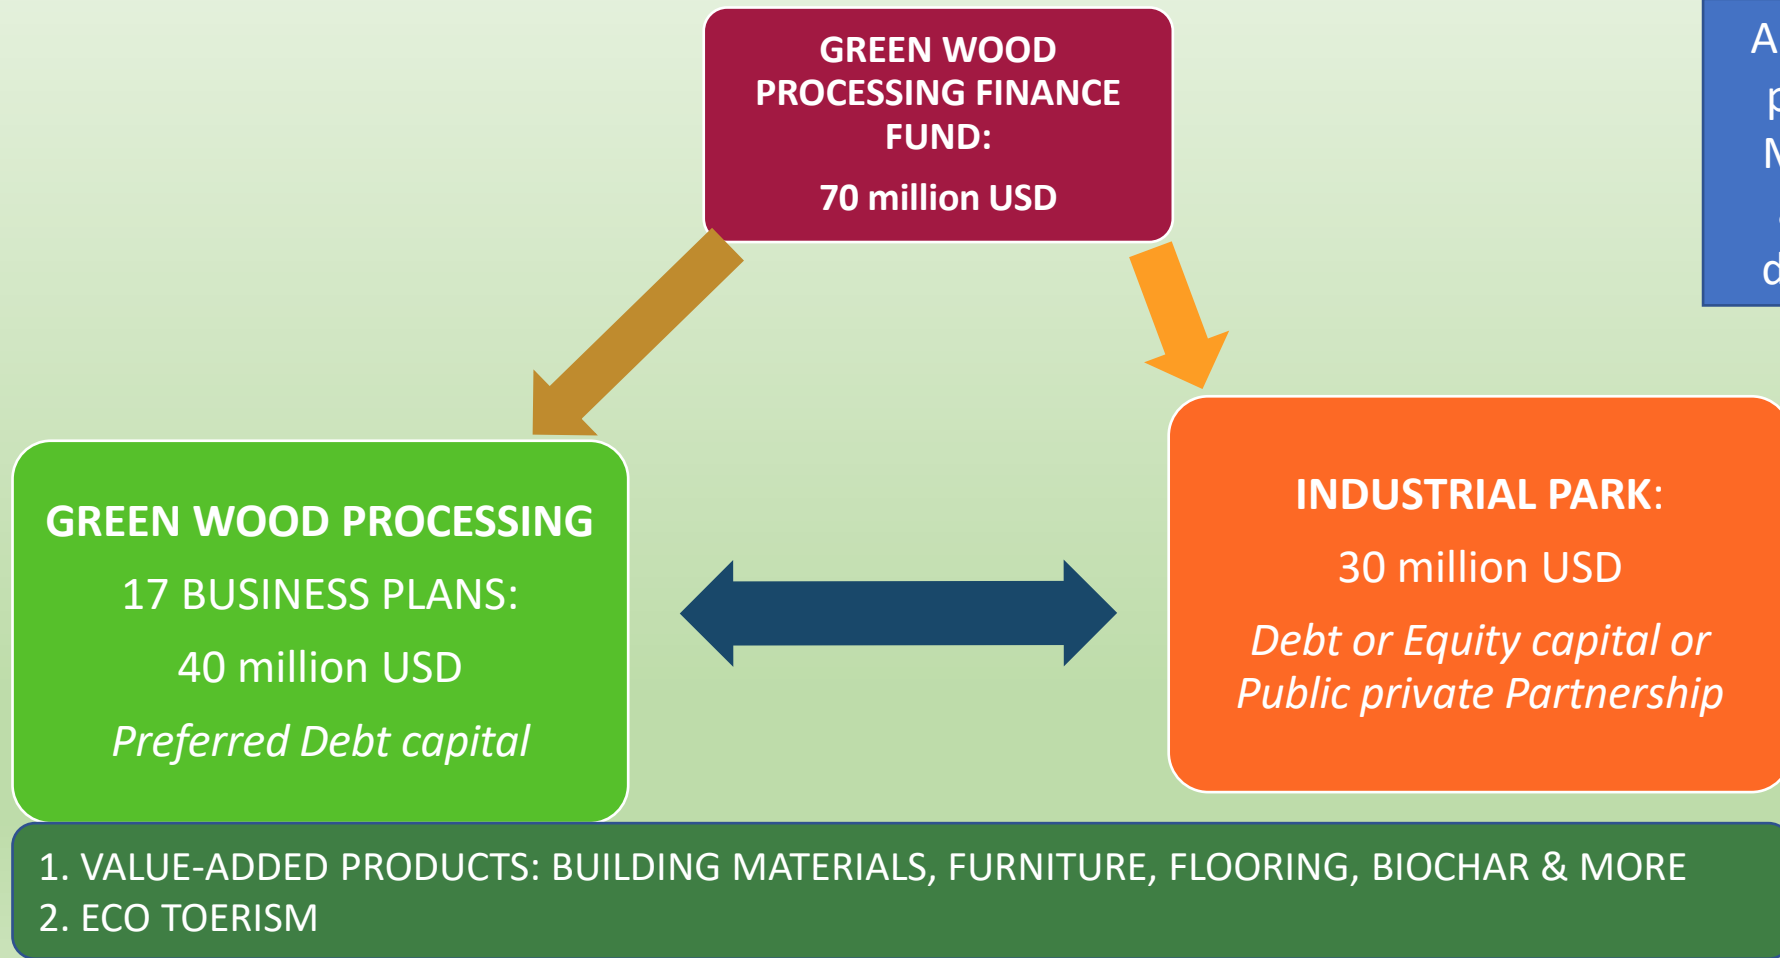 GREEN WOOD
PROCESSING FINANCE
FUND:
70 million USD
GREEN WOOD PROCESSING
17 BUSINESS PLANS:
40 million USD
Preferred Debt capital
INDUSTRIAL PARK:
30 million USD
Debt or Equity capital or
Public private Partnership
1. VALUE-ADDED PRODUCTS: BUILDING MATERIALS, FURNITURE, FLOORING, BIOCHAR & MORE
2. ECO TOERISM